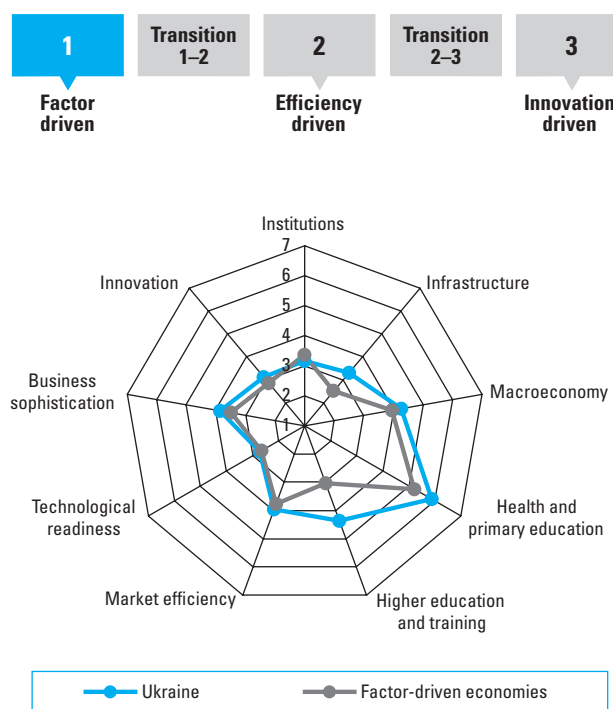 1
Transition
1–2
2
Transition
2–3
3
Factor
driven
Efficiency
driven
Innovation
driven
Institutions
7
6
5
4
3
2
1
Innovation
Infrastructure
Business
sophistication
Macroeconomy
Technological
readiness
Health and
primary education
Market efficiency
Higher education
and training
Ukraine
Factor-driven economies